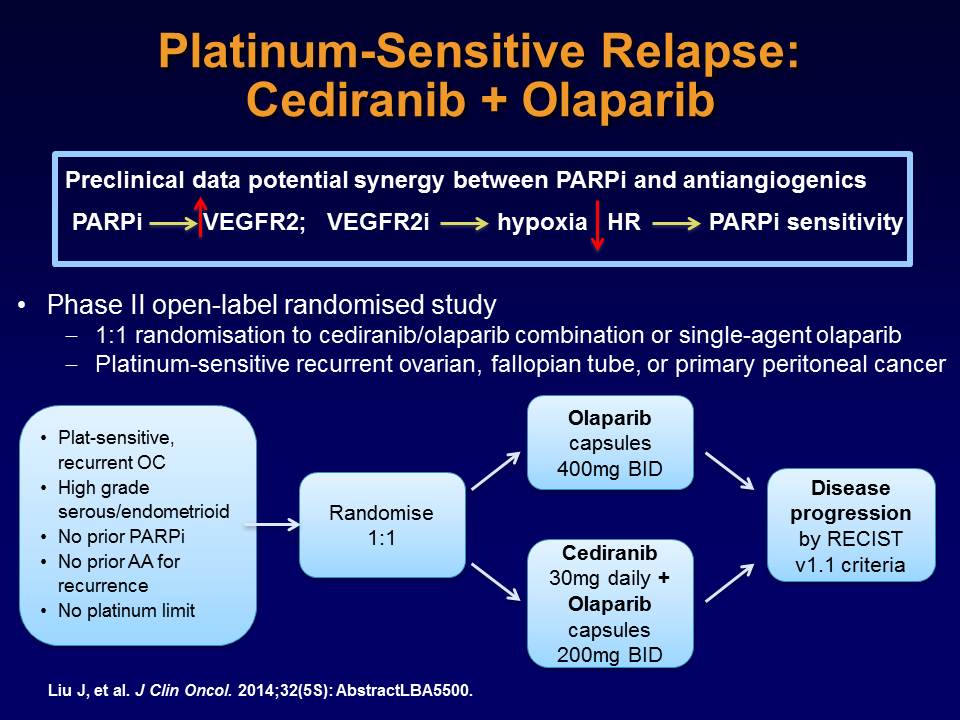 Platinum-Sensitive Relapse:
Cediranib + Olaparib
Preclinical data potential synergy between PARPi and antiangiogenics
PARPi VEGFR2; VEGFR2i hypoxia HR PARPi sensitivity
• Phase II open-label randomised study
– 1:1 randomisation to cediranib/olaparib combination or single-agent olaparib
– Platinum-sensitive recurrent ovarian, fallopian tube, or primary peritoneal cancer
• Plat-sensitive,
recurrent OC
• High grade
serous/endometrioid
• No prior PARPi
• No prior AA for
recurrence
• No platinum limit
Randomise
1:1
Olaparib
capsules
400mg BID
Cediranib
30mg daily +
Olaparib
capsules
200mg BID
Disease
progression
by RECIST
v1.1 criteria
Liu J, et al. J Clin Oncol. 2014;32(5S): AbstractLBA5500.